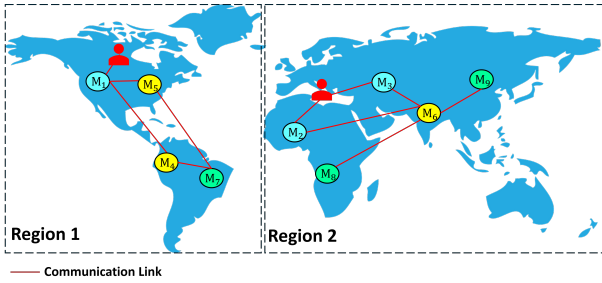 M1
M5
M4
M7
Region 1
M3
M9
M6
M2
M8
Region 2
Communication Link